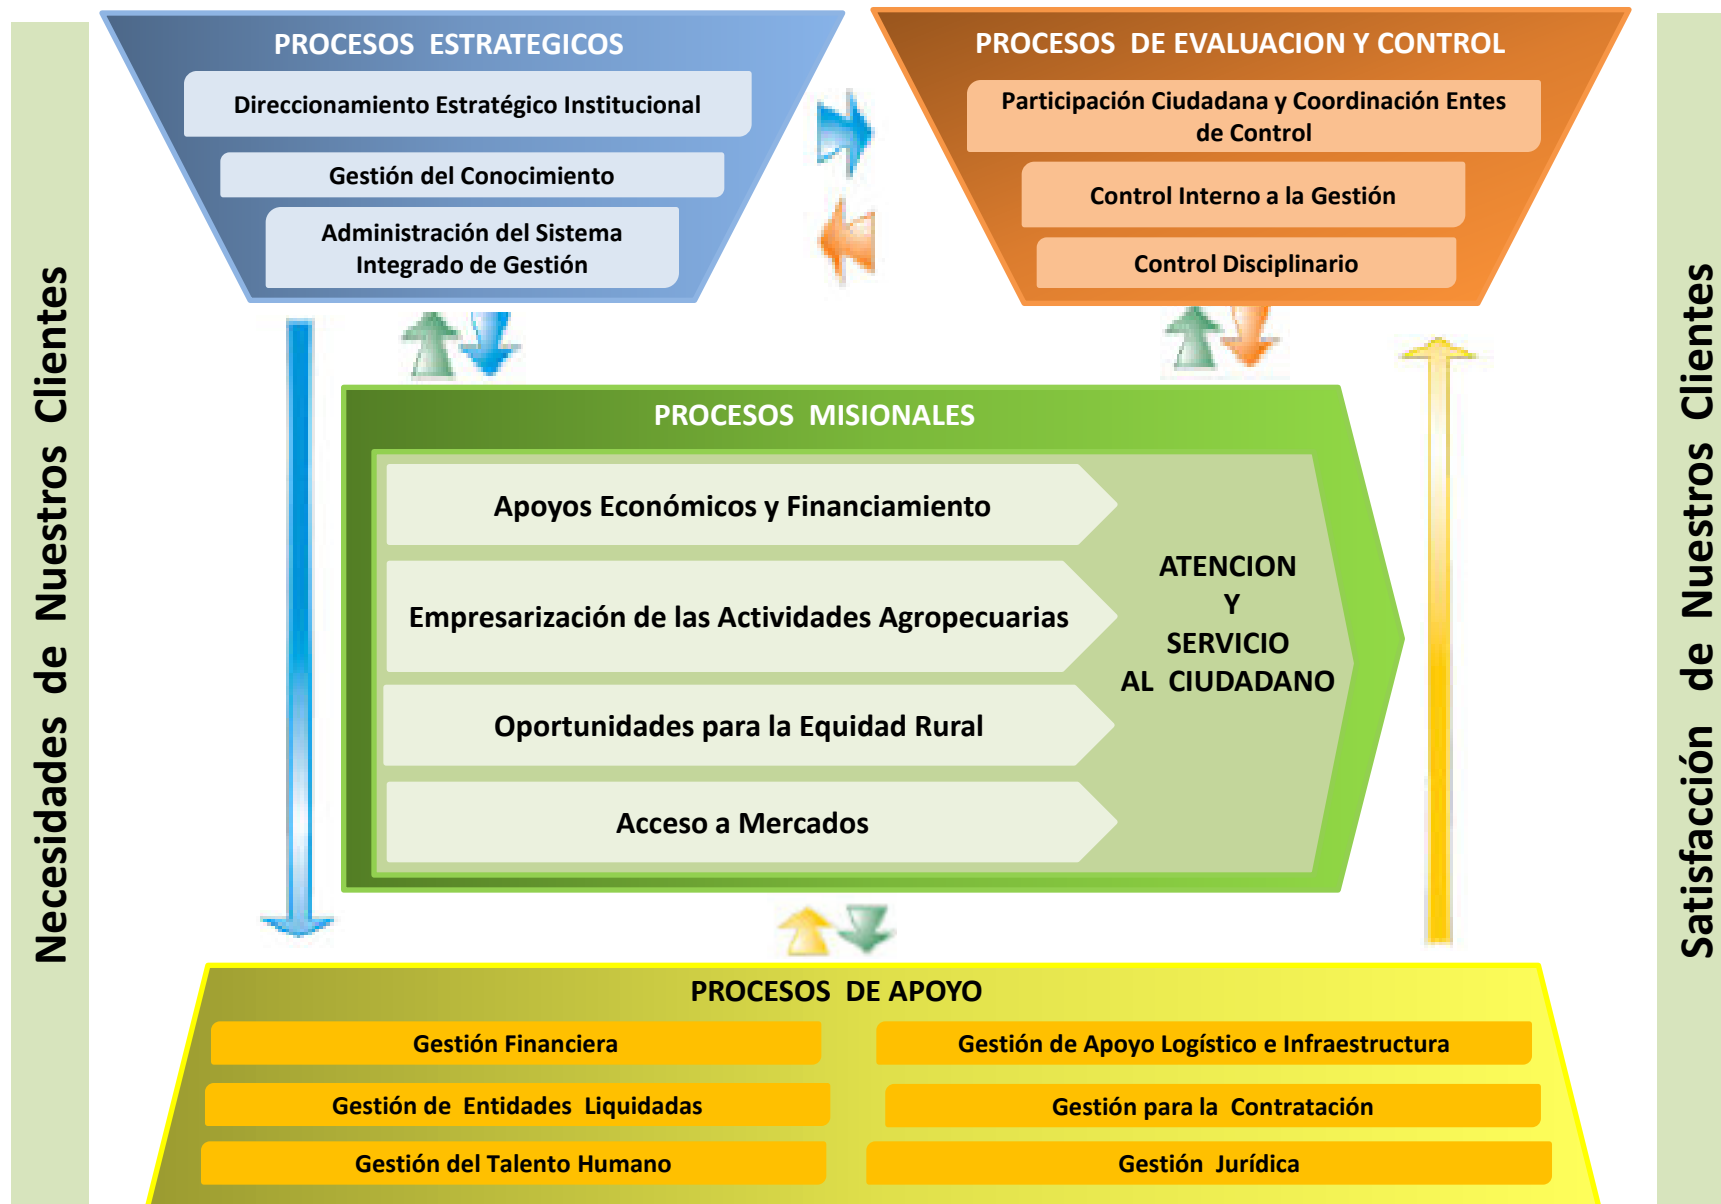 Necesidades de Nuestros Clientes
PROCESOS ESTRATEGICOS
Direccionamiento Estratégico Institucional
Gestión del Conocimiento
Administración del Sistema
Integrado de Gestión
PROCESOS DE EVALUACION Y CONTROL
Participación Ciudadana y Coordinación Entes
de Control
Control Interno a la Gestión
Control Disciplinario
PROCESOS MISIONALES
Apoyos Económicos y Financiamiento
Empresarización de las Actividades Agropecuarias
Oportunidades para la Equidad Rural
Acceso a Mercados
ATENCION
Y
SERVICIO
AL CIUDADANO
PROCESOS DE APOYO
Gestión Financiera
Gestión de Entidades Liquidadas
Gestión del Talento Humano
Gestión de Apoyo Logístico e Infraestructura
Gestión para la Contratación
Gestión Jurídica
Satisfacción de Nuestros Clientes